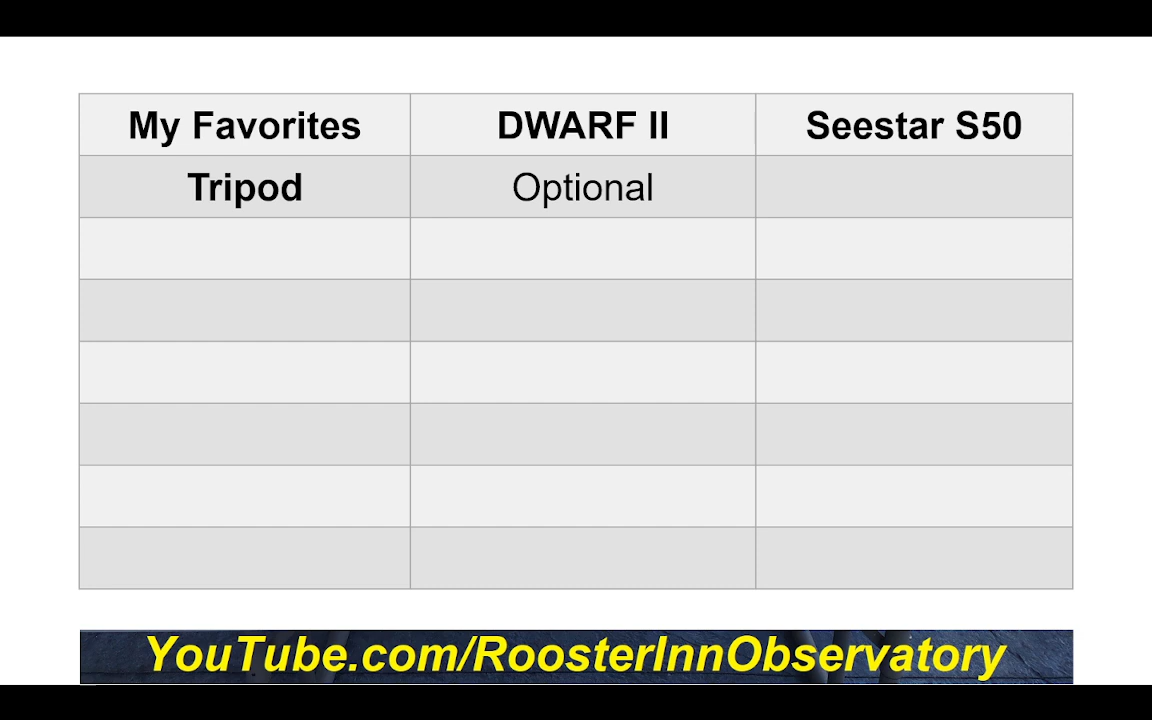 My Favorites DWARF II Seestar S50
Tripod Optional
YouTube.com/RoosterInnObservatory